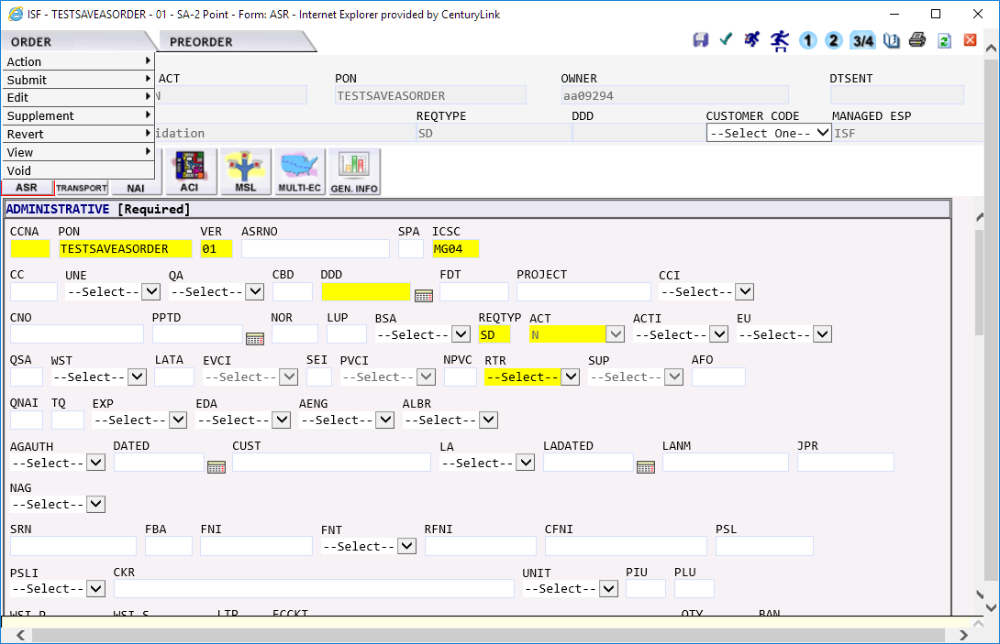 ISF - TESTSAVEASORDER - 01 - SA-2 Point - Form: ASR - Internet Explorer provided by CenturyLink
ORDER PREORDER 1 2 3/4
Action
Submit
Edit
Supplement
Revert
View
Void
ACT PON OWNER DTSENT
N TESTSAVEASORDER aa09294
REQTYPE DDD CUSTOMER CODE MANAGED ESP
idation SD --Select One-- ISF
ASR TRANSPORT NAI ACI MSL MULTI-EC GEN. INFO
ADMINISTRATIVE [Required]
CCNA PON VER ASRNO SPA ICSC
TESTSAVEASORDER 01 MG04
CC UNE QA CBD DDD FDT PROJECT CCI
--Select-- --Select-- --Select--
CNO PPTD NOR LUP BSA REQTYP ACT ACTI EU
--Select-- SD N --Select-- --Select--
QSA WST LATA EVCI SEI PVCI NPVC RTR SUP AFO
--Select-- --Select-- --Select-- --Select-- --Select--
QNAI TQ EXP EDA AENG ALBR
--Select-- --Select-- --Select-- --Select--
AGAUTH DATED CUST LA LADATED LANM JPR
--Select-- --Select--
NAG
--Select--
SRN FBA FNI FNT RFNI CFNI PSL
--Select--
PSLI CKR UNIT PIU PLU
--Select-- --Select--
LTP ECCKT QTY BAN